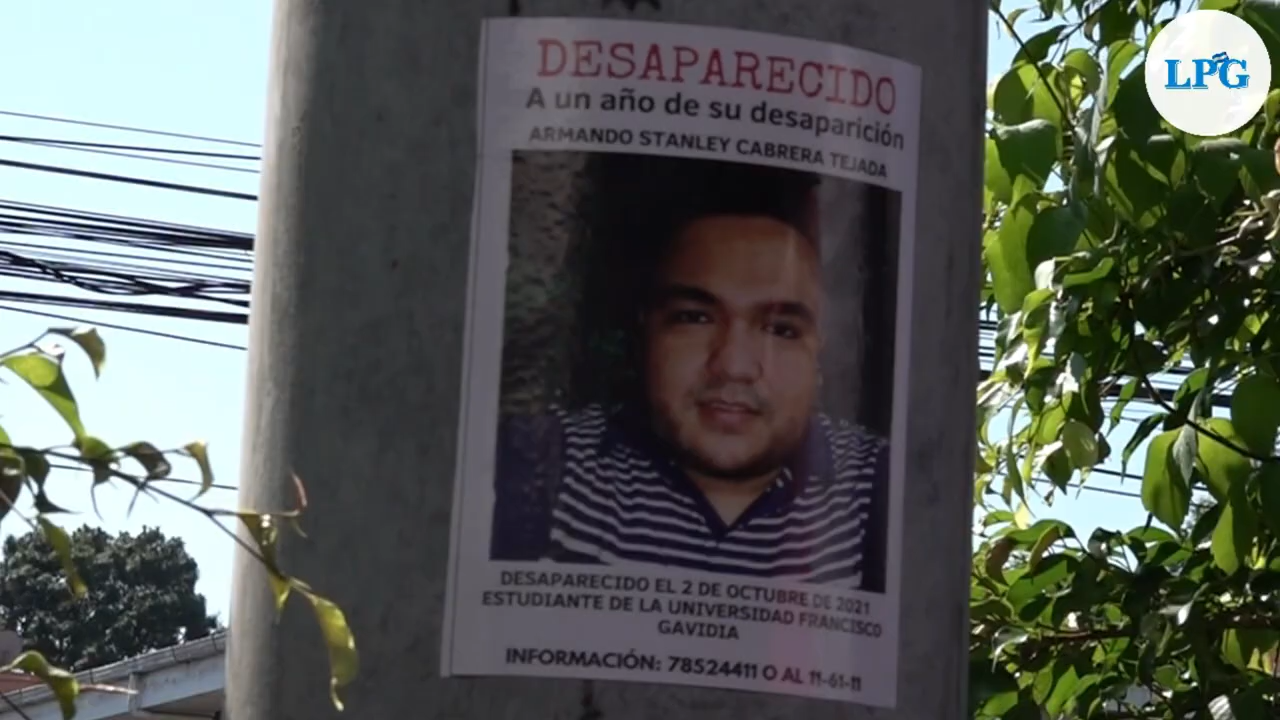 LPG
DESAPARECIDO
A un año de su desaparición
ARMANDO STANLEY CABRERA TEJADA
DESAPARECIDO EL 2 DE OCTUBRE DE 2021
ESTUDIANTE DE LA UNIVERSIDAD FRANCISCO
GAVIDIA
INFORMACIÓN: 78524411 O AL 11-61-11